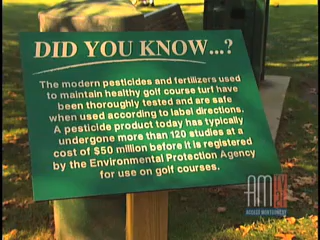 DID YOU KNOW...?
The modern pesticides and fertilizers used
to maintain healthy golf course turf have
been thoroughly tested and are safe
when used according to label directions.
A pesticide product today has typically
undergone more than 120 studies at a
cost of $50 million before it is registered
by the Environmental Protection Agency
for use on golf courses.
AM